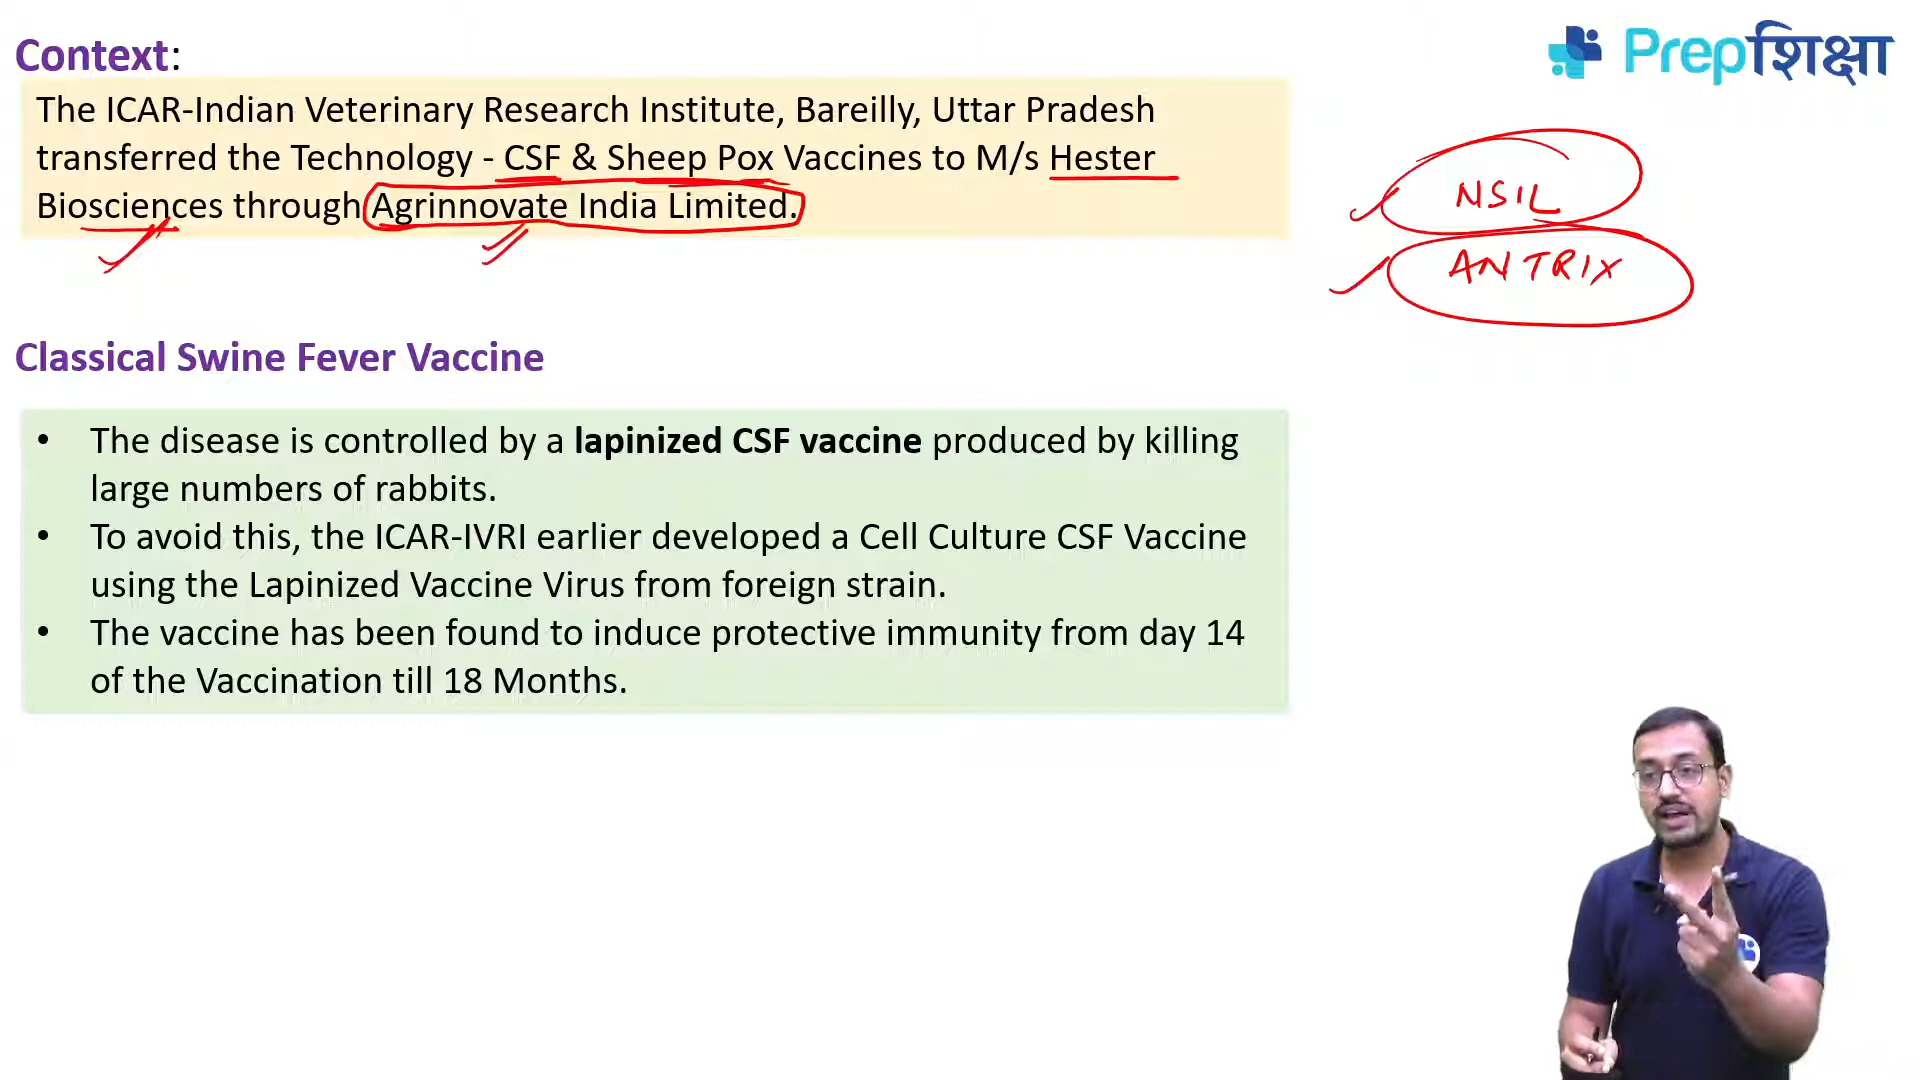 Context:
Prepशिक्षा
The ICAR-Indian Veterinary Research Institute, Bareilly, Uttar Pradesh
transferred the Technology - CSF & Sheep Pox Vaccines to M/s Hester
Biosciences through Agrinnovate India Limited.
NSIL
ANTRIX
Classical Swine Fever Vaccine
• The disease is controlled by a lapinized CSF vaccine produced by killing
large numbers of rabbits.
• To avoid this, the ICAR-IVRI earlier developed a Cell Culture CSF Vaccine
using the Lapinized Vaccine Virus from foreign strain.
• The vaccine has been found to induce protective immunity from day 14
of the Vaccination till 18 Months.